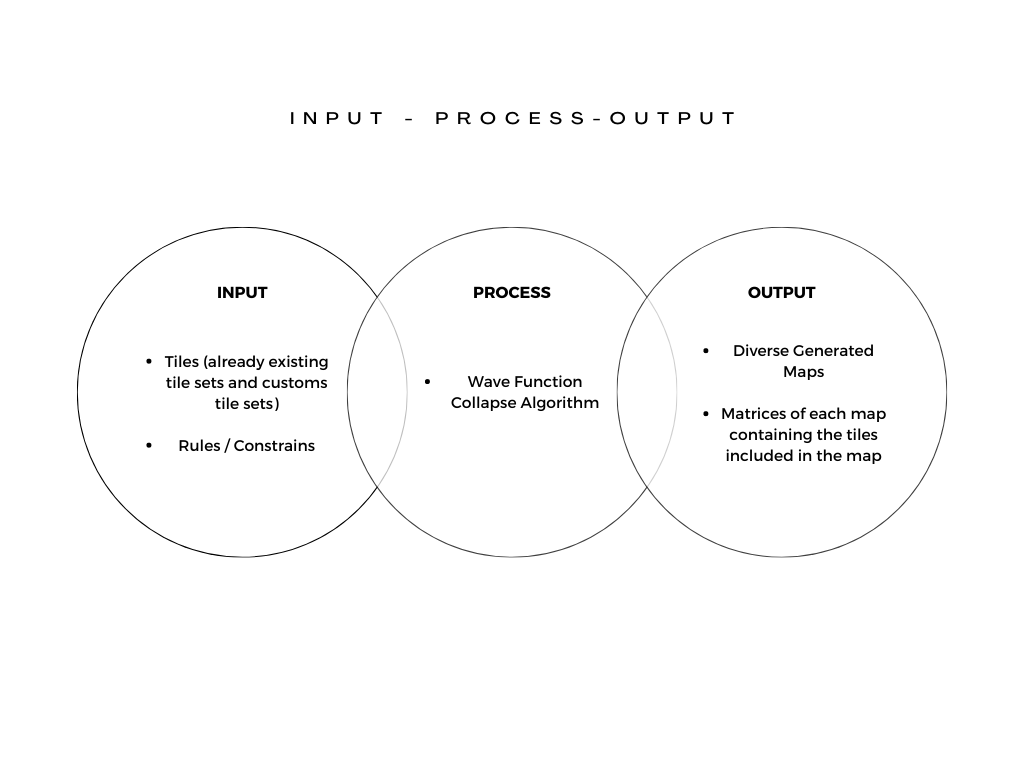 INPUT - PROCESS-OUTPUT
INPUT
• Tiles (already existing
tile sets and customs
tile sets)
• Rules / Constrains
PROCESS
• Wave Function
Collapse Algorithm
OUTPUT
• Diverse Generated
Maps
• Matrices of each map
containing the tiles
included in the map